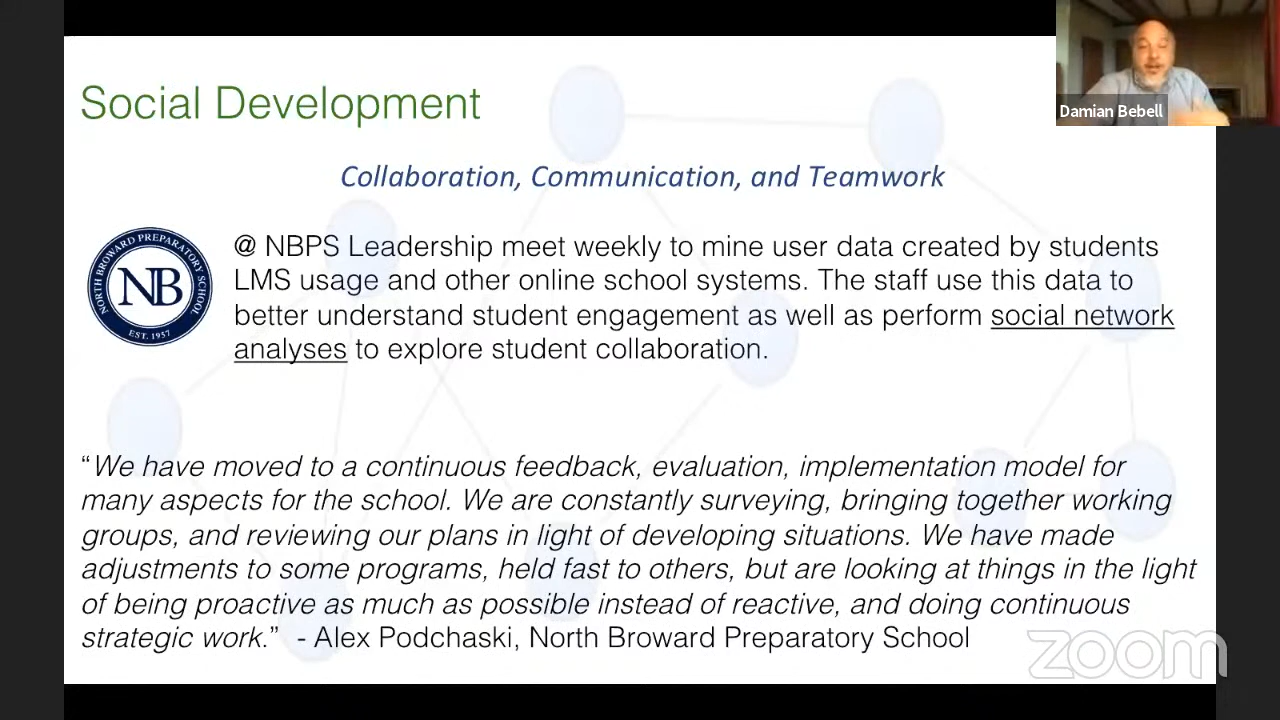 Social Development
Damian Bebell
Collaboration, Communication, and Teamwork
NORTH BROWARD PREPARATORY SCHOOL
NB
EST. 1957
@ NBPS Leadership meet weekly to mine user data created by students
LMS usage and other online school systems. The staff use this data to
better understand student engagement as well as perform social network
analyses to explore student collaboration.
“We have moved to a continuous feedback, evaluation, implementation model for
many aspects for the school. We are constantly surveying, bringing together working
groups, and reviewing our plans in light of developing situations. We have made
adjustments to some programs, held fast to others, but are looking at things in the light
of being proactive as much as possible instead of reactive, and doing continuous
strategic work.”  - Alex Podchaski, North Broward Preparatory School
zoom